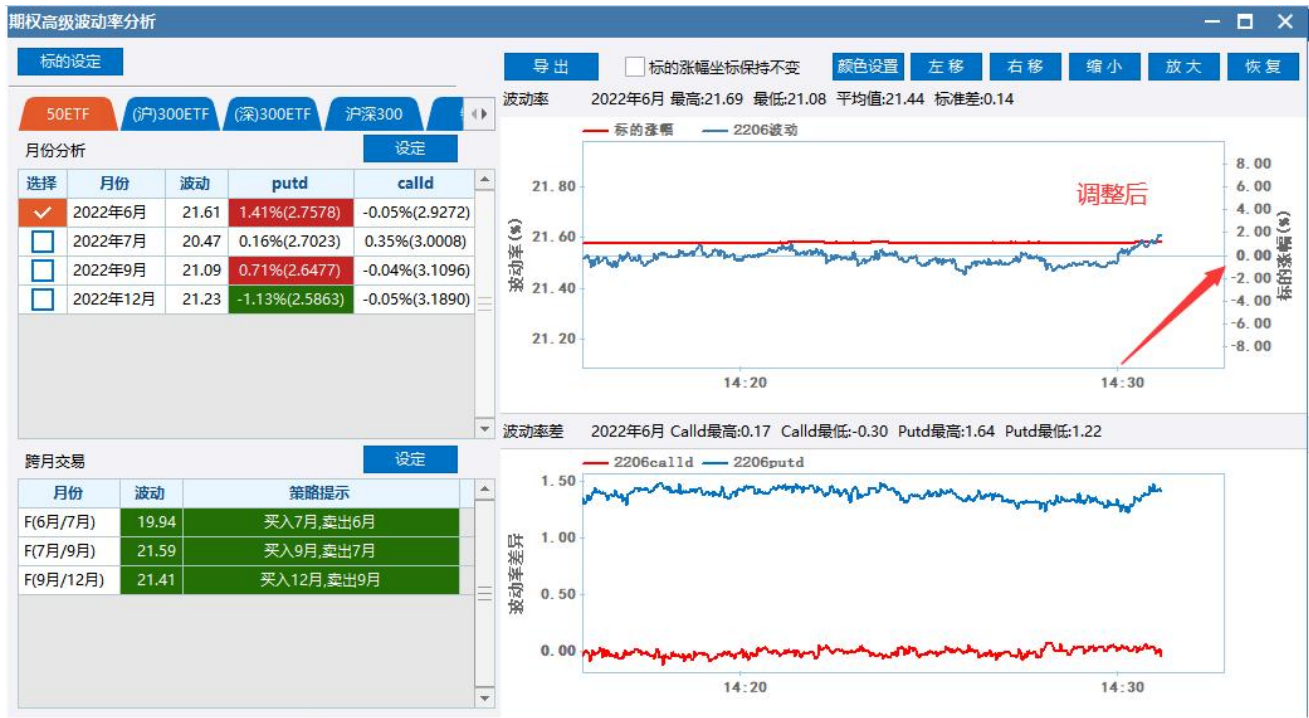 期权高级波动率分析
标的设定
50ETF (沪)300ETF (深)300ETF 沪深300
月份分析 设定
选择 月份 波动 putd calld
2022年6月 21.61 1.41%(2.7578) -0.05%(2.9272)
2022年7月 20.47 0.16%(2.7023) 0.35%(3.0008)
2022年9月 21.09 0.71%(2.6477) -0.04%(3.1096)
2022年12月 21.23 -1.13%(2.5863) -0.05%(3.1890)
跨月交易 设定
月份 波动 策略提示
F(6月/7月) 19.94 买入7月,卖出6月
F(7月/9月) 21.59 买入9月,卖出7月
F(9月/12月) 21.41 买入12月,卖出9月
导出 标的涨幅坐标保持不变 颜色设置 左移 右移 缩小 放大 恢复
波动率 2022年6月 最高:21.69 最低:21.08 平均值:21.44 标准差:0.14
标的涨幅 2206波动
波动率(%)
21.80
21.60
21.40
21.20
调整后
8.00
6.00
4.00
2.00
0.00
-2.00
-4.00
-6.00
-8.00
标的涨幅(%)
14:20 14:30
波动率差 2022年6月 Calld最高:0.17 Calld最低:-0.30 Putd最高:1.64 Putd最低:1.22
2206calld 2206putd
波动率差异
1.50
1.00
0.50
0.00
14:20 14:30